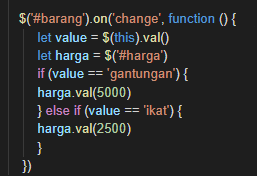 $('#barang').on('change', function () {
let value = $(this).val()
let harga = $('#harga')
if (value == 'gantungan') {
harga.val(5000)
} else if (value == 'ikat') {
harga.val(2500)
}
})